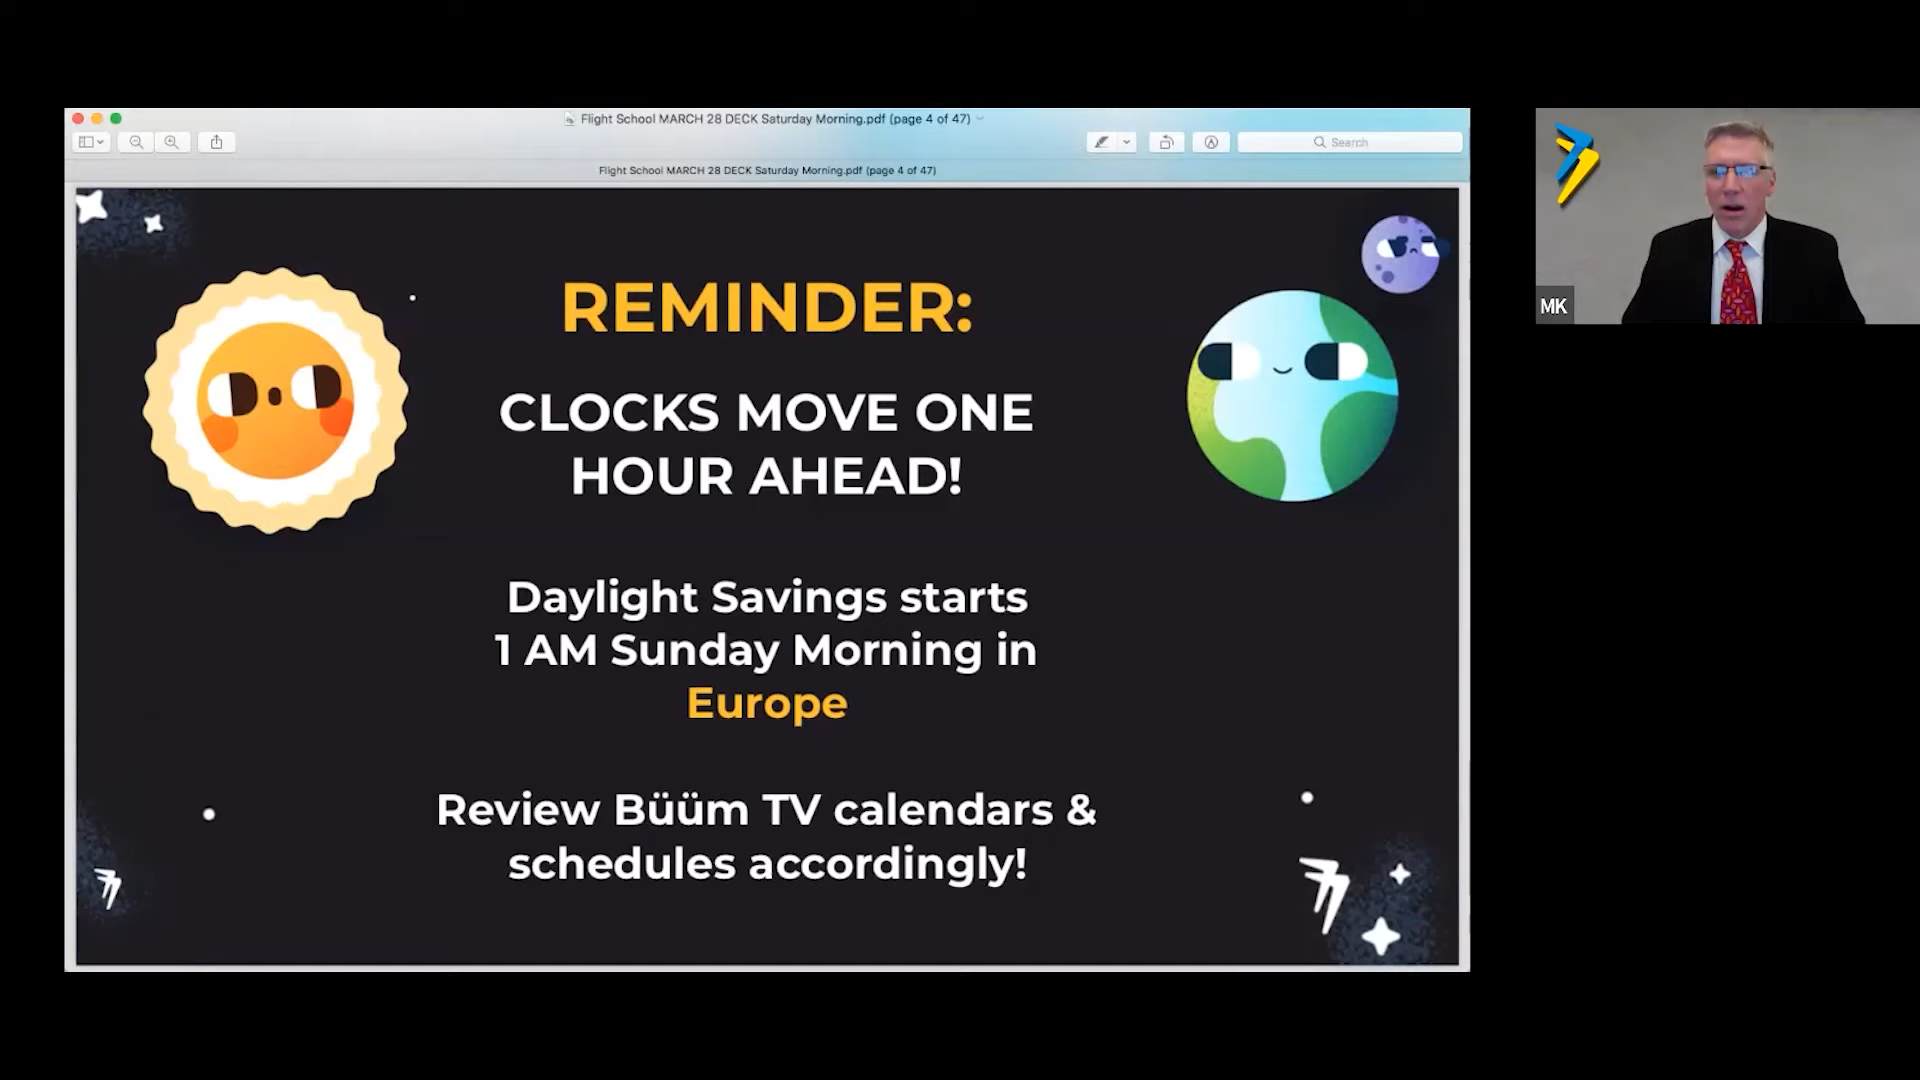 Flight School MARCH 28 DECK Saturday Morning.pdf (page 4 of 47)
Search
Flight School MARCH 28 DECK Saturday Morning.pdf (page 4 of 47)
REMINDER:
CLOCKS MOVE ONE
HOUR AHEAD!
Daylight Savings starts
1 AM Sunday Morning in
Europe
Review Büüm TV calendars &
schedules accordingly!
MK